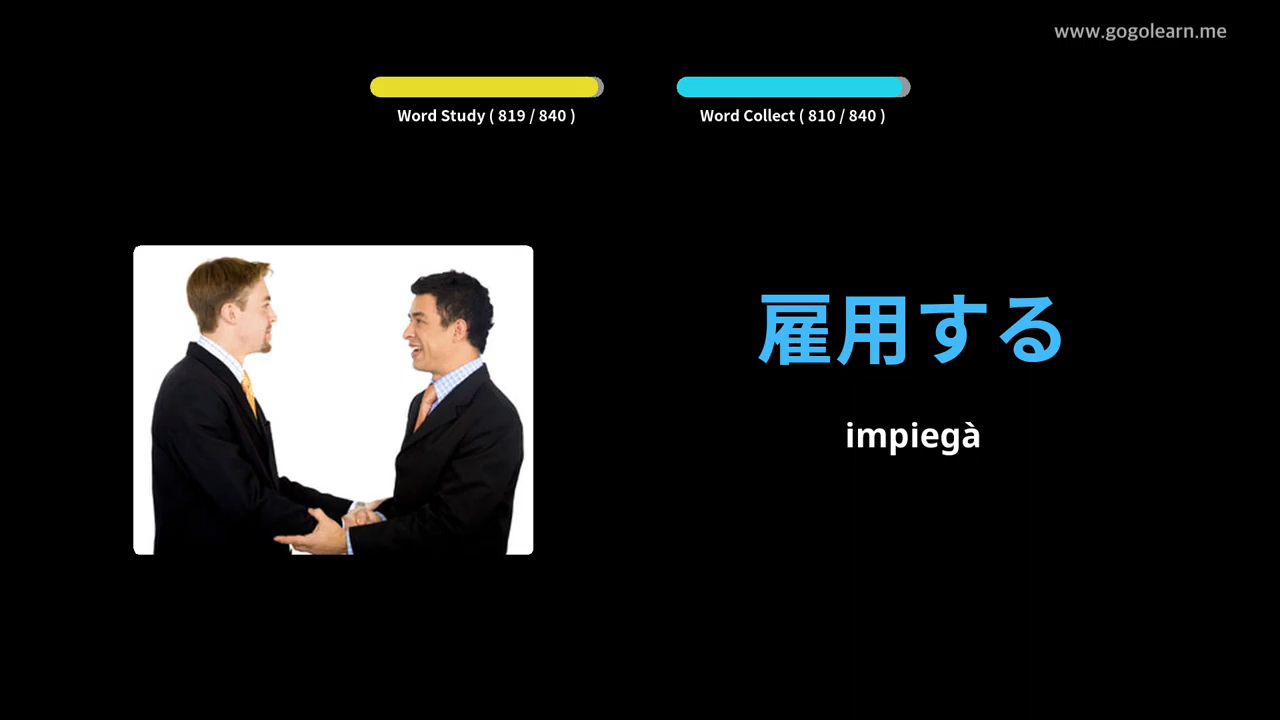 www.gogolearn.me
Word Study ( 819 / 840 )
Word Collect ( 810 / 840 )
雇用する
impiegà